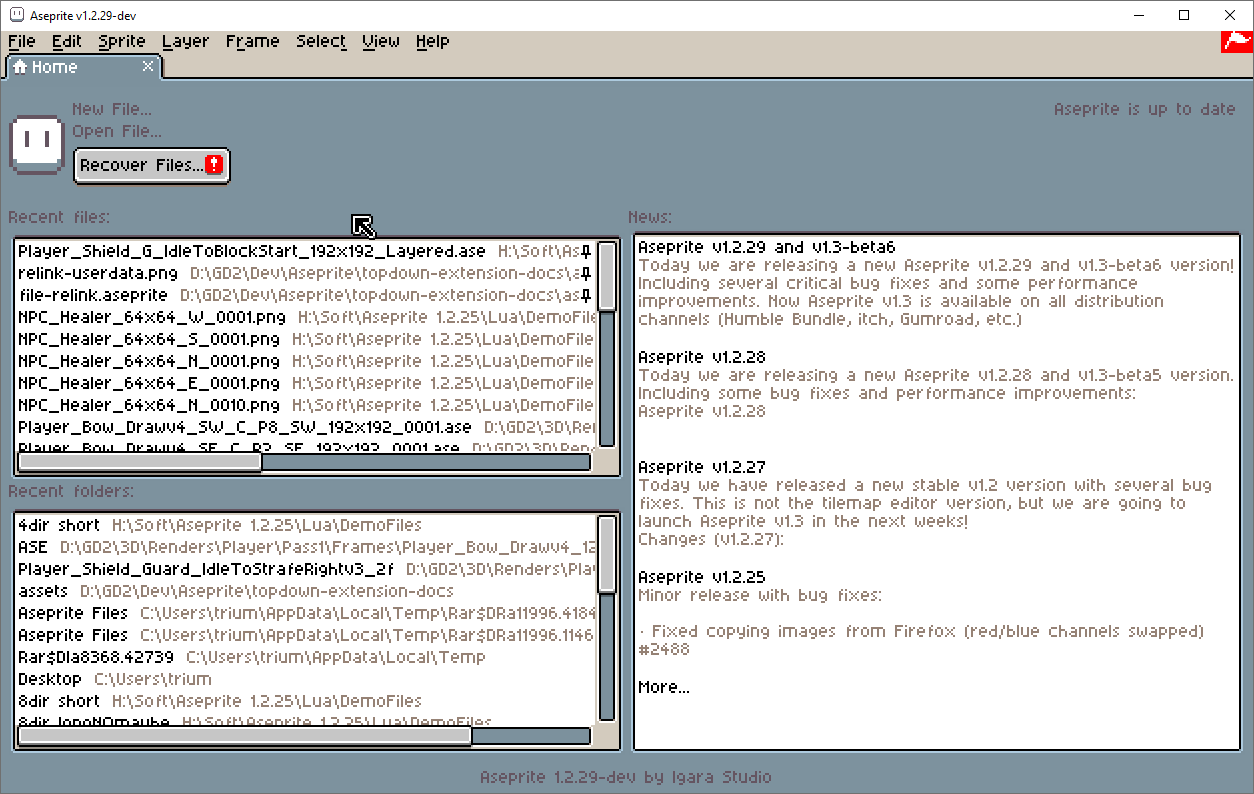 Aseprite v1.2.29-dev
File Edit Sprite Layer Frame Select View Help
Home
New File...
Open File...
Aseprite is up to date
Recover Files...
Recent files:
Player_Shield_G_IdleToBlockStart_192x192_Layered.ase H:\Soft\As
relink-userdata.png D:\GD2\Dev\Aseprite\topdown-extension-docs\a
file-relink.aseprite D:\GD2\Dev\Aseprite\topdown-extension-docs\as
NPC_Healer_64x64_W_0001.png H:\Soft\Aseprite 1.2.25\Lua\DemoFile
NPC_Healer_64x64_S_0001.png H:\Soft\Aseprite 1.2.25\Lua\DemoFile
NPC_Healer_64x64_N_0001.png H:\Soft\Aseprite 1.2.25\Lua\DemoFile
NPC_Healer_64x64_E_0001.png H:\Soft\Aseprite 1.2.25\Lua\DemoFile
NPC_Healer_64x64_N_0010.png H:\Soft\Aseprite 1.2.25\Lua\DemoFile
Player_Bow_Drawv4_SW_C_P8_SW_192x192_0001.ase D:\GD2\3D\Ren
Player_Bow_Drawv4_SE_C_P2_SE_192x192_0001.ase D:\GD2\3D\Rend
Recent folders:
4dir short H:\Soft\Aseprite 1.2.25\Lua\DemoFiles
ASE D:\GD2\3D\Renders\Player\Pass1\Frames\Player_Bow_Drawv4_12
Player_Shield_Guard_IdleToStrafeRightv3_2f D:\GD2\3D\Renders\Pla
assets D:\GD2\Dev\Aseprite\topdown-extension-docs
Aseprite Files C:\Users\trium\AppData\Local\Temp\Rar$DRa11996.4184
Aseprite Files C:\Users\trium\AppData\Local\Temp\Rar$DRa11996.1146
Rar$DIa8368.42739 C:\Users\trium\AppData\Local\Temp
Desktop C:\Users\trium
8dir short H:\Soft\Aseprite 1.2.25\Lua\DemoFiles
8dir longNOmaybe H:\Soft\Aseprite 1.2.25\Lua\DemoFiles
News:
Aseprite v1.2.29 and v1.3-beta6
Today we are releasing a new Aseprite v1.2.29 and v1.3-beta6 version!
Including several critical bug fixes and some performance
improvements. Now Aseprite v1.3 is available on all distribution
channels (Humble Bundle, itch, Gumroad, etc.)
Aseprite v1.2.28
Today we are releasing a new Aseprite v1.2.28 and v1.3-beta5 version.
Including some bug fixes and performance improvements:
Aseprite v1.2.28
Aseprite v1.2.27
Today we have released a new stable v1.2 version with several bug
fixes. This is not the tilemap editor version, but we are going to
launch Aseprite v1.3 in the next weeks!
Changes (v1.2.27):
Aseprite v1.2.25
Minor release with bug fixes:
· Fixed copying images from Firefox (red/blue channels swapped)
#2488
More...
Aseprite 1.2.29-dev by Igara Studio